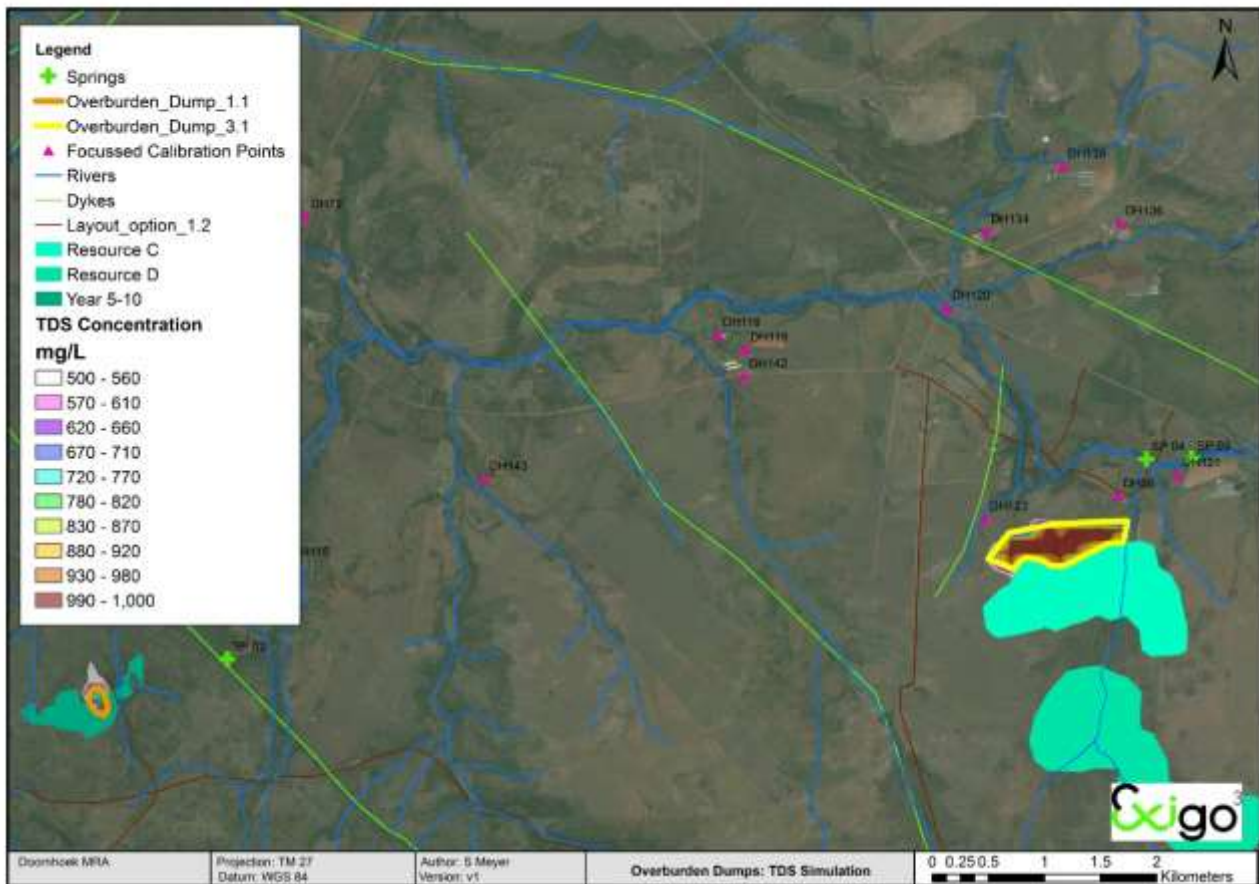 N
Legend
Springs
Overburden_Dump_1.1
Overburden_Dump_3.1
Focussed Calibration Points
Rivers
Dykes
Layout_option_1.2
Resource C
Resource D
Year 5-10
TDS Concentration
mg/L
500 - 560
570 - 610
620 - 660
670 - 710
720 - 770
780 - 820
830 - 870
880 - 920
930 - 980
990 - 1,000
DH134
DH136
DH120
DH119
DH142
SP 04
DH143
DH123
Exigo3
Doornhoek MRA
Projection: TM 27
Datum: WGS 84
Author: S Meyer
Version: v1
Overburden Dumps: TDS Simulation
0 0.25 0.5 1 1.5 2
Kilometers